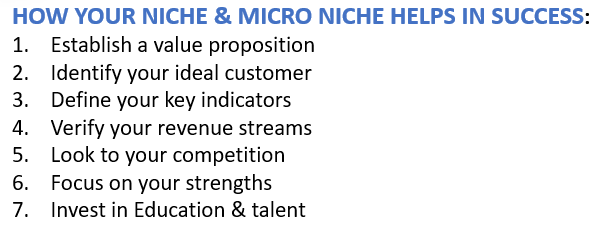 HOW YOUR NICHE & MICRO NICHE HELPS IN SUCCESS:
1. Establish a value proposition
2. Identify your ideal customer
3. Define your key indicators
4. Verify your revenue streams
5. Look to your competition
6. Focus on your strengths
7. Invest in Education & talent